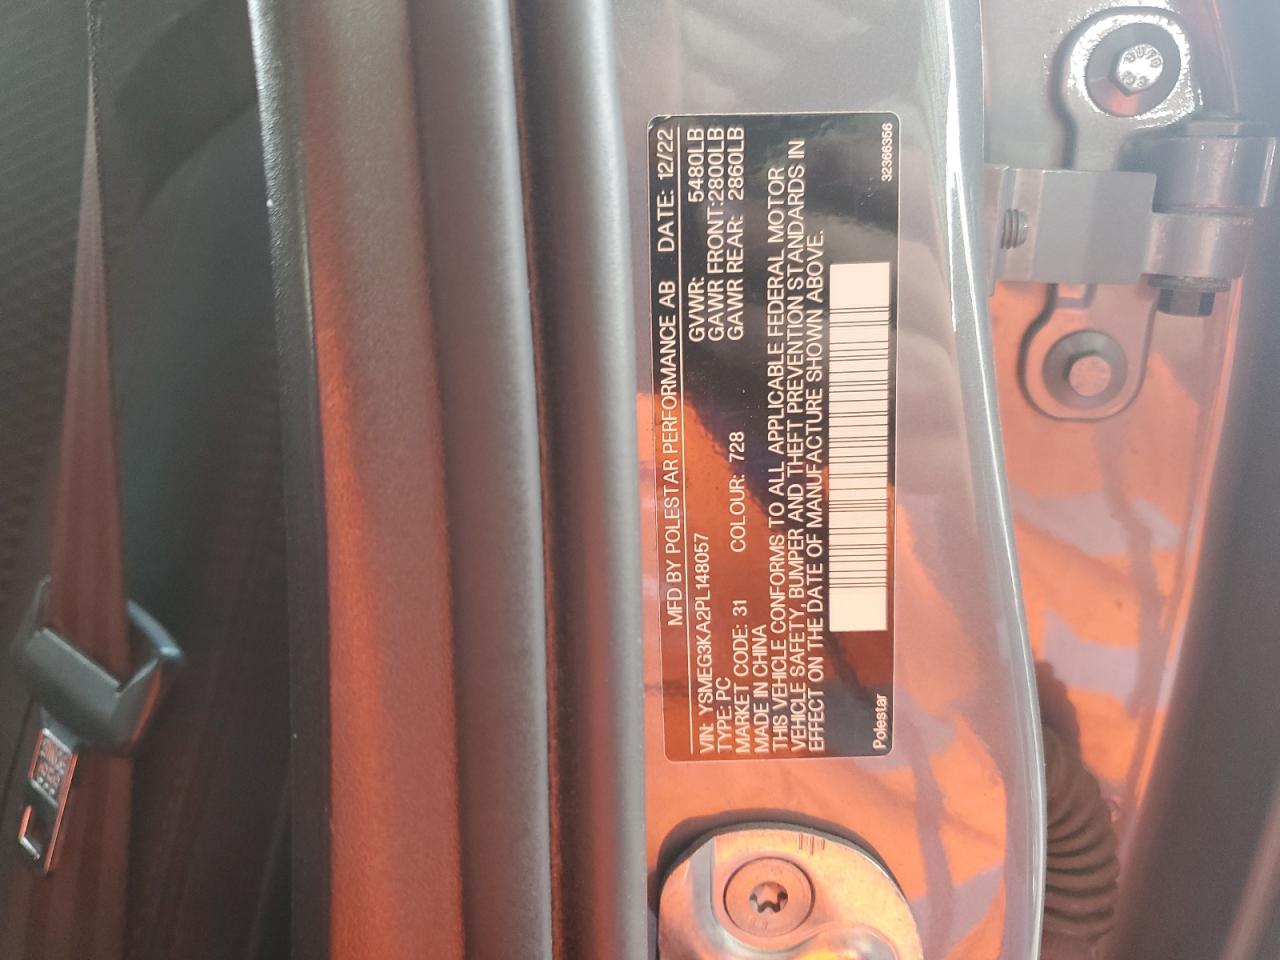 MFD BY POLESTAR PERFORMANCE AB DATE: 12/22
VIN: YSMEG3KA2PL148057 GVWR: 5480LB
TYPE: PC GAWR FRONT:2800LB
MARKET CODE: 31 COLOUR: 728 GAWR REAR: 2860LB
MADE IN CHINA
THIS VEHICLE CONFORMS TO ALL APPLICABLE FEDERAL MOTOR
VEHICLE SAFETY, BUMPER AND THEFT PREVENTION STANDARDS IN
EFFECT ON THE DATE OF MANUFACTURE SHOWN ABOVE.
Polestar 32366356